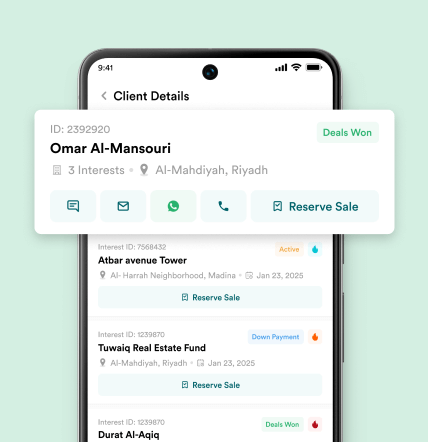 9:41
Client Details
ID: 2392920
Deals Won
Omar Al-Mansouri
3 Interests • Al-Mahdiyah, Riyadh
Reserve Sale
Interest ID: 7568432
Active
Atbar avenue Tower
Al- Harrah Neighborhood, Madina • Jan 23, 2025
Reserve Sale
Interest ID: 1239870
Down Payment
Tuwaiq Real Estate Fund
Al-Mahdiyah, Riyadh • Jan 23, 2025
Reserve Sale
Interest ID: 1239870
Deals Won
Durat Al-Aqiq